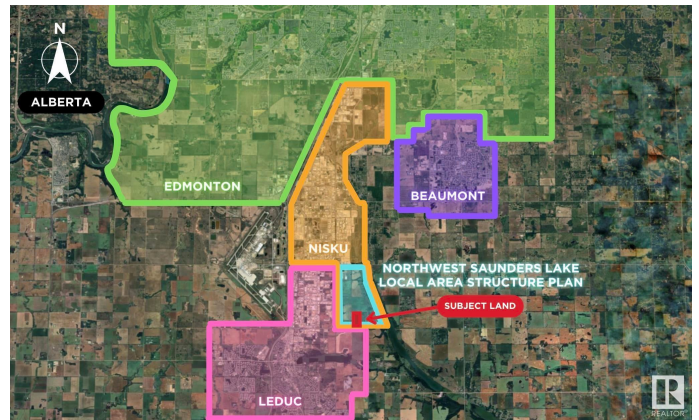 N
ALBERTA
EDMONTON
BEAUMONT
NISKU
NORTHWEST SAUNDERS LAKE
LOCAL AREA STRUCTURE PLAN
SUBJECT LAND
LEDUC
R
REALTOR